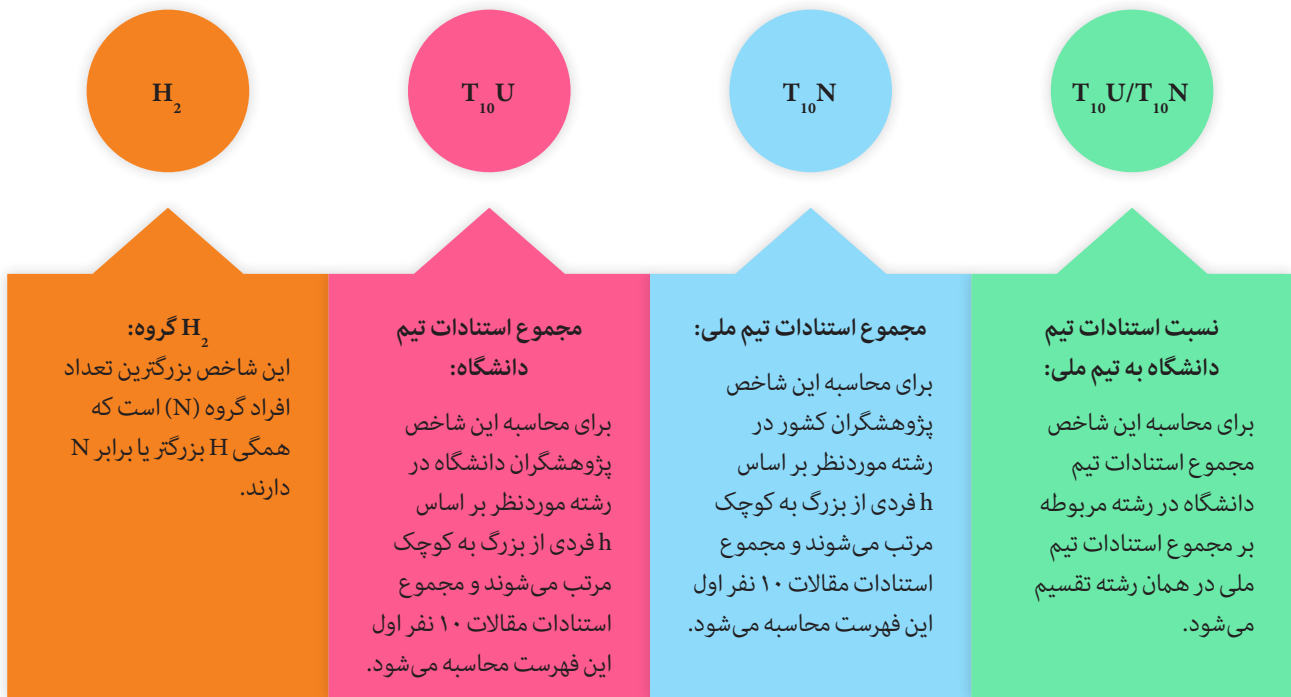 T₁₀U/T₁₀N
نسبت استنادات تیم
دانشگاه به تیم ملی:
برای محاسبه این شاخص
مجموع استنادات تیم
دانشگاه در رشته مربوطه
بر مجموع استنادات تیم
ملی در همان رشته تقسیم
می‌شود.
T₁₀N
مجموع استنادات تیم ملی:
برای محاسبه این شاخص
پژوهشگران کشور در
رشته موردنظر بر اساس
h فردی از بزرگ به کوچک
مرتب می‌شوند و مجموع
استنادات مقالات ۱۰ نفر اول
این فهرست محاسبه می‌شود.
T₁₀U
مجموع استنادات تیم
دانشگاه:
برای محاسبه این شاخص
پژوهشگران دانشگاه در
رشته موردنظر بر اساس
h فردی از بزرگ به کوچک
مرتب می‌شوند و مجموع
استنادات مقالات ۱۰ نفر اول
این فهرست محاسبه می‌شود.
H₂
H₂ گروه:
این شاخص بزرگترین تعداد
افراد گروه (N) است که
همگی H بزرگتر یا برابر N
دارند.